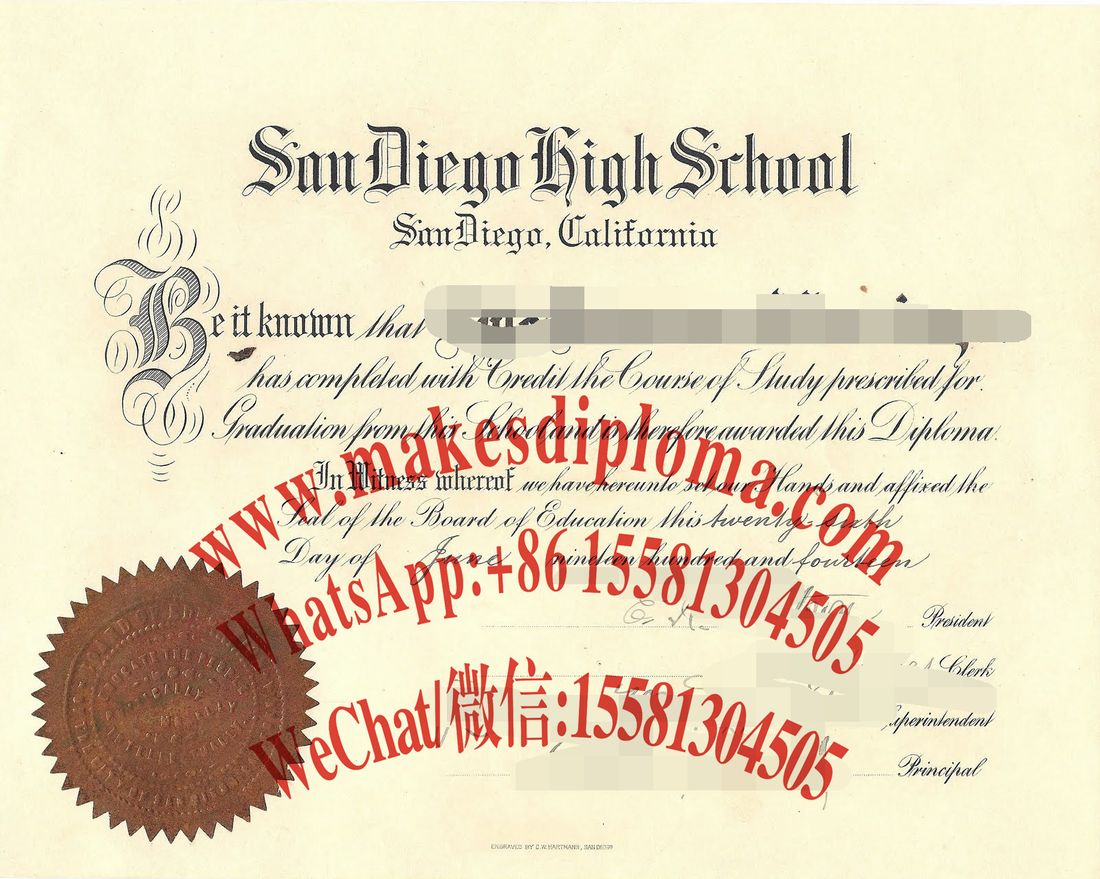 San Diego High School
San Diego, California
Be it known that
has completed with Credit the Course of Study prescribed for
Graduation from this School and is therefore awarded this Diploma.
www.makesdiploma.com
In Witness whereof we have hereunto set our Hands and affixed the
Seal of the Board of Education this twenty sixth
Day of June nineteen hundred and fourteen
WhatsApp:+86 15581304505
President
Clerk
WeChat/微信:15581304505
perintendent
Principal
ENGRAVED BY C.W. HARTMANN, SAN DIEGO